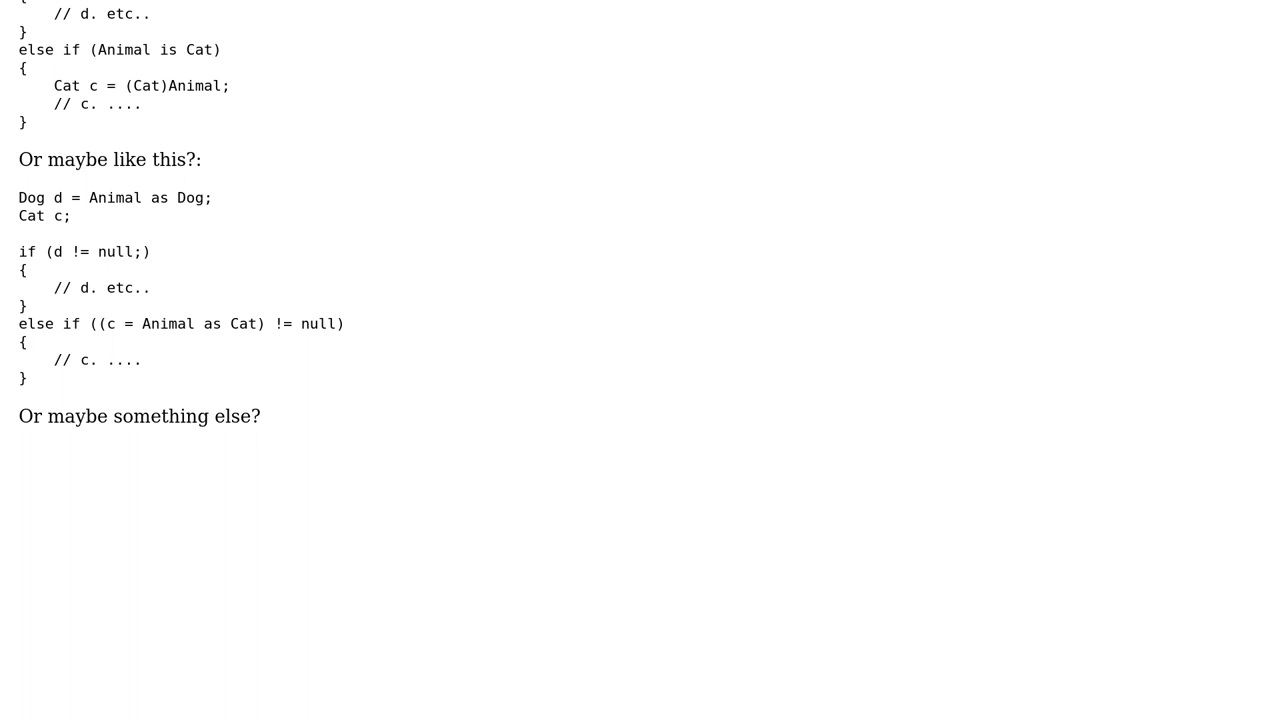 {
    // d. etc..
}
else if (Animal is Cat)
{
    Cat c = (Cat)Animal;
    // c. ....
}
Or maybe like this?:
Dog d = Animal as Dog;
Cat c;
if (d != null;)
{
    // d. etc..
}
else if ((c = Animal as Cat) != null)
{
    // c. ....
}
Or maybe something else?